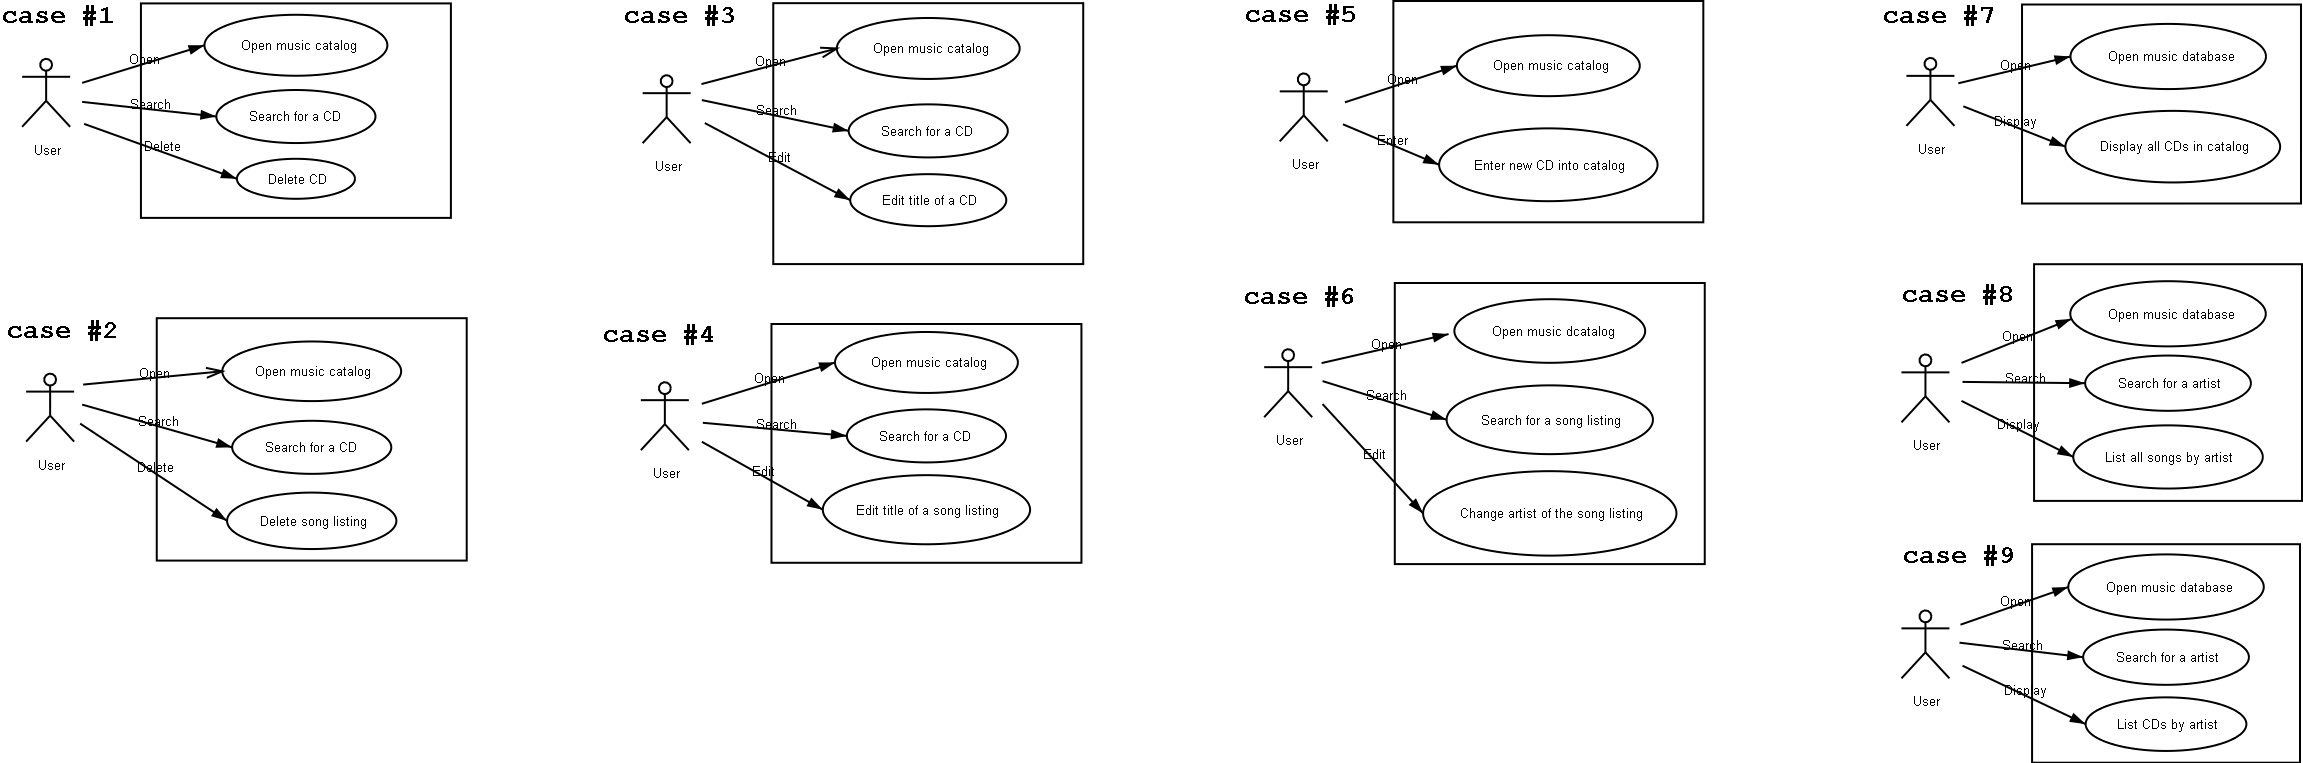 case #1
Open
Search
Delete
User
Open music catalog
Search for a CD
Delete CD
case #2
Open
Search
Delete
User
Open music catalog
Search for a CD
Delete song listing
case #3
Open
Search
Edit
User
Open music catalog
Search for a CD
Edit title of a CD
case #4
Open
Search
Edit
User
Open music catalog
Search for a CD
Edit title of a song listing
case #5
Open
Enter
User
Open music catalog
Enter new CD into catalog
case #6
Open
Search
Edit
User
Open music dcatalog
Search for a song listing
Change artist of the song listing
case #7
Open
Display
User
Open music database
Display all CDs in catalog
case #8
Open
Search
Display
User
Open music database
Search for a artist
List all songs by artist
case #9
Open
Search
Display
User
Open music database
Search for a artist
List CDs by artist